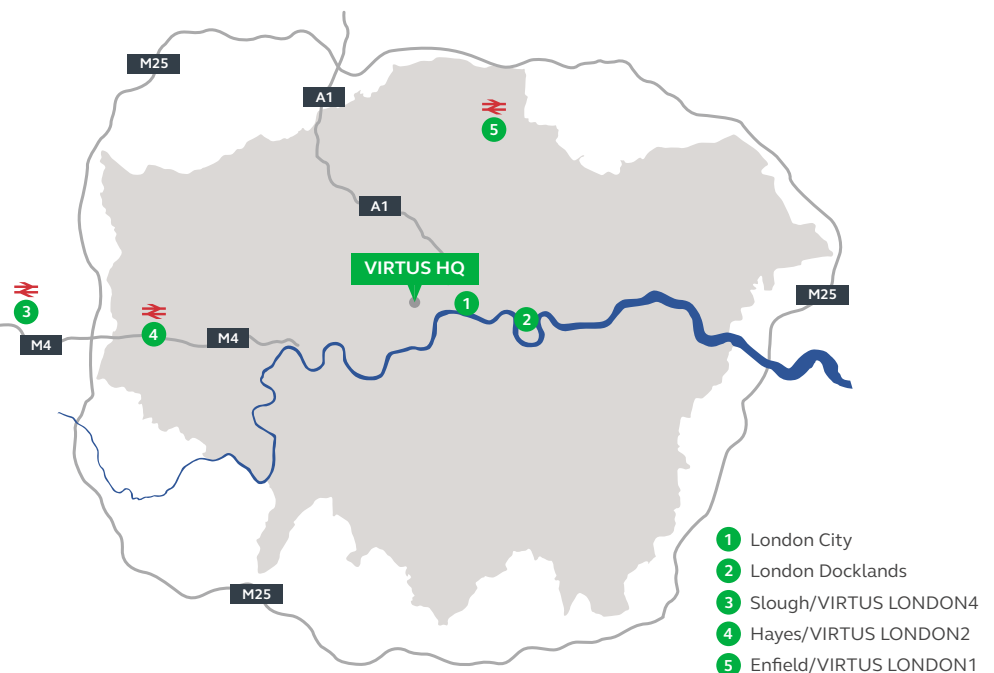 M25
A1
5
A1
VIRTUS HQ
M25
3
1
2
4
M4
M4
M25
1 London City
2 London Docklands
3 Slough/VIRTUS LONDON4
4 Hayes/VIRTUS LONDON2
5 Enfield/VIRTUS LONDON1